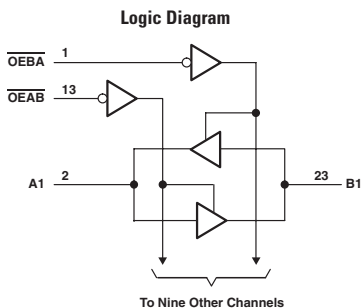 Logic Diagram
OEBA 1
OEAB 13
A1 2
23 B1
To Nine Other Channels